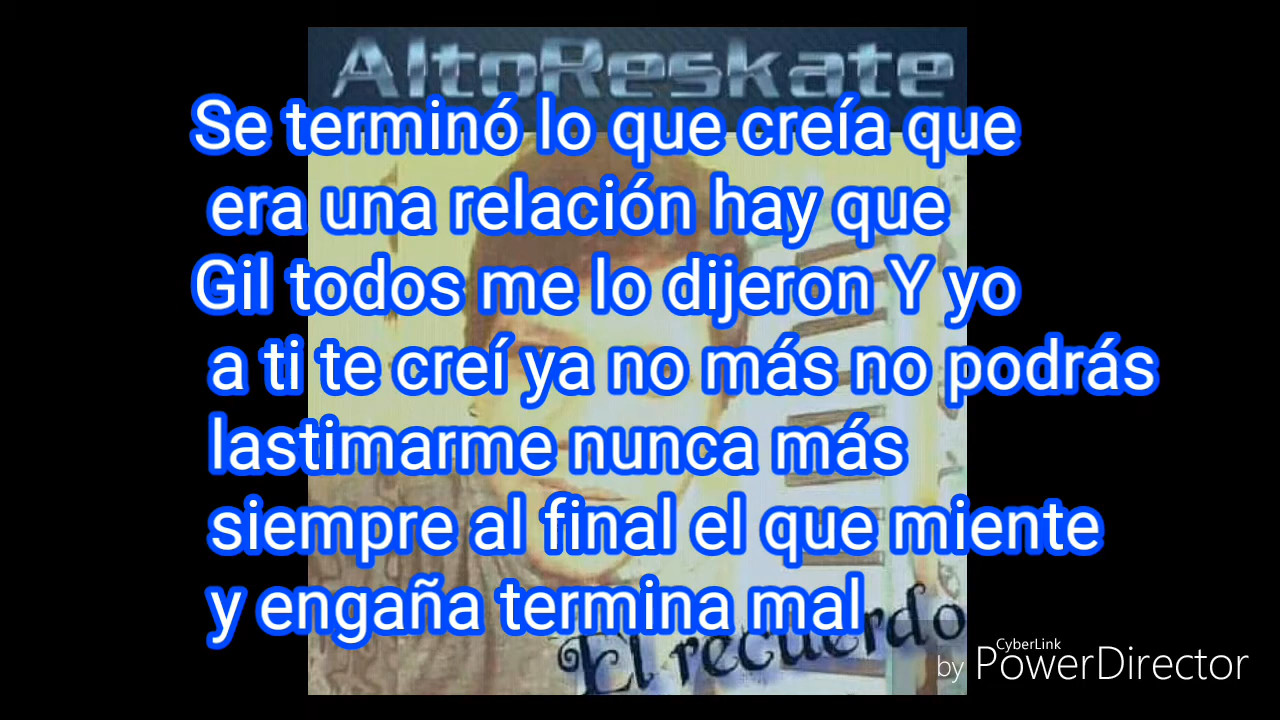 AltoReskate
Se terminó lo que creía que
era una relación hay que
Gil todos me lo dijeron Y yo
a ti te creí ya no más no podrás
lastimarme nunca más
siempre al final el que miente
y engaña termina mal
El recuerdo
CyberLink
by PowerDirector